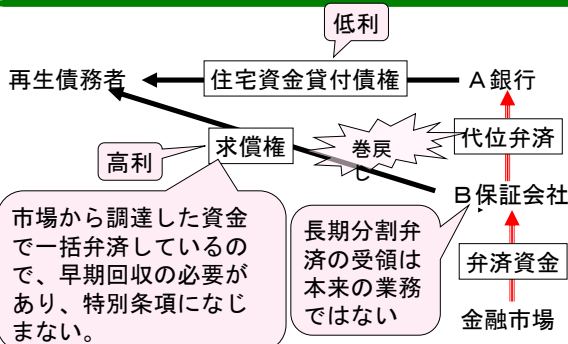 低利
再生債務者
住宅資金貸付債権
A銀行
高利
求償権
巻戻
し
代位弁済
B保証会社
市場から調達した資金
で一括弁済しているの
で、早期回収の必要が
あり、特別条項になじ
まない。
長期分割弁
済の受領は
本来の業務
ではない
弁済資金
金融市場